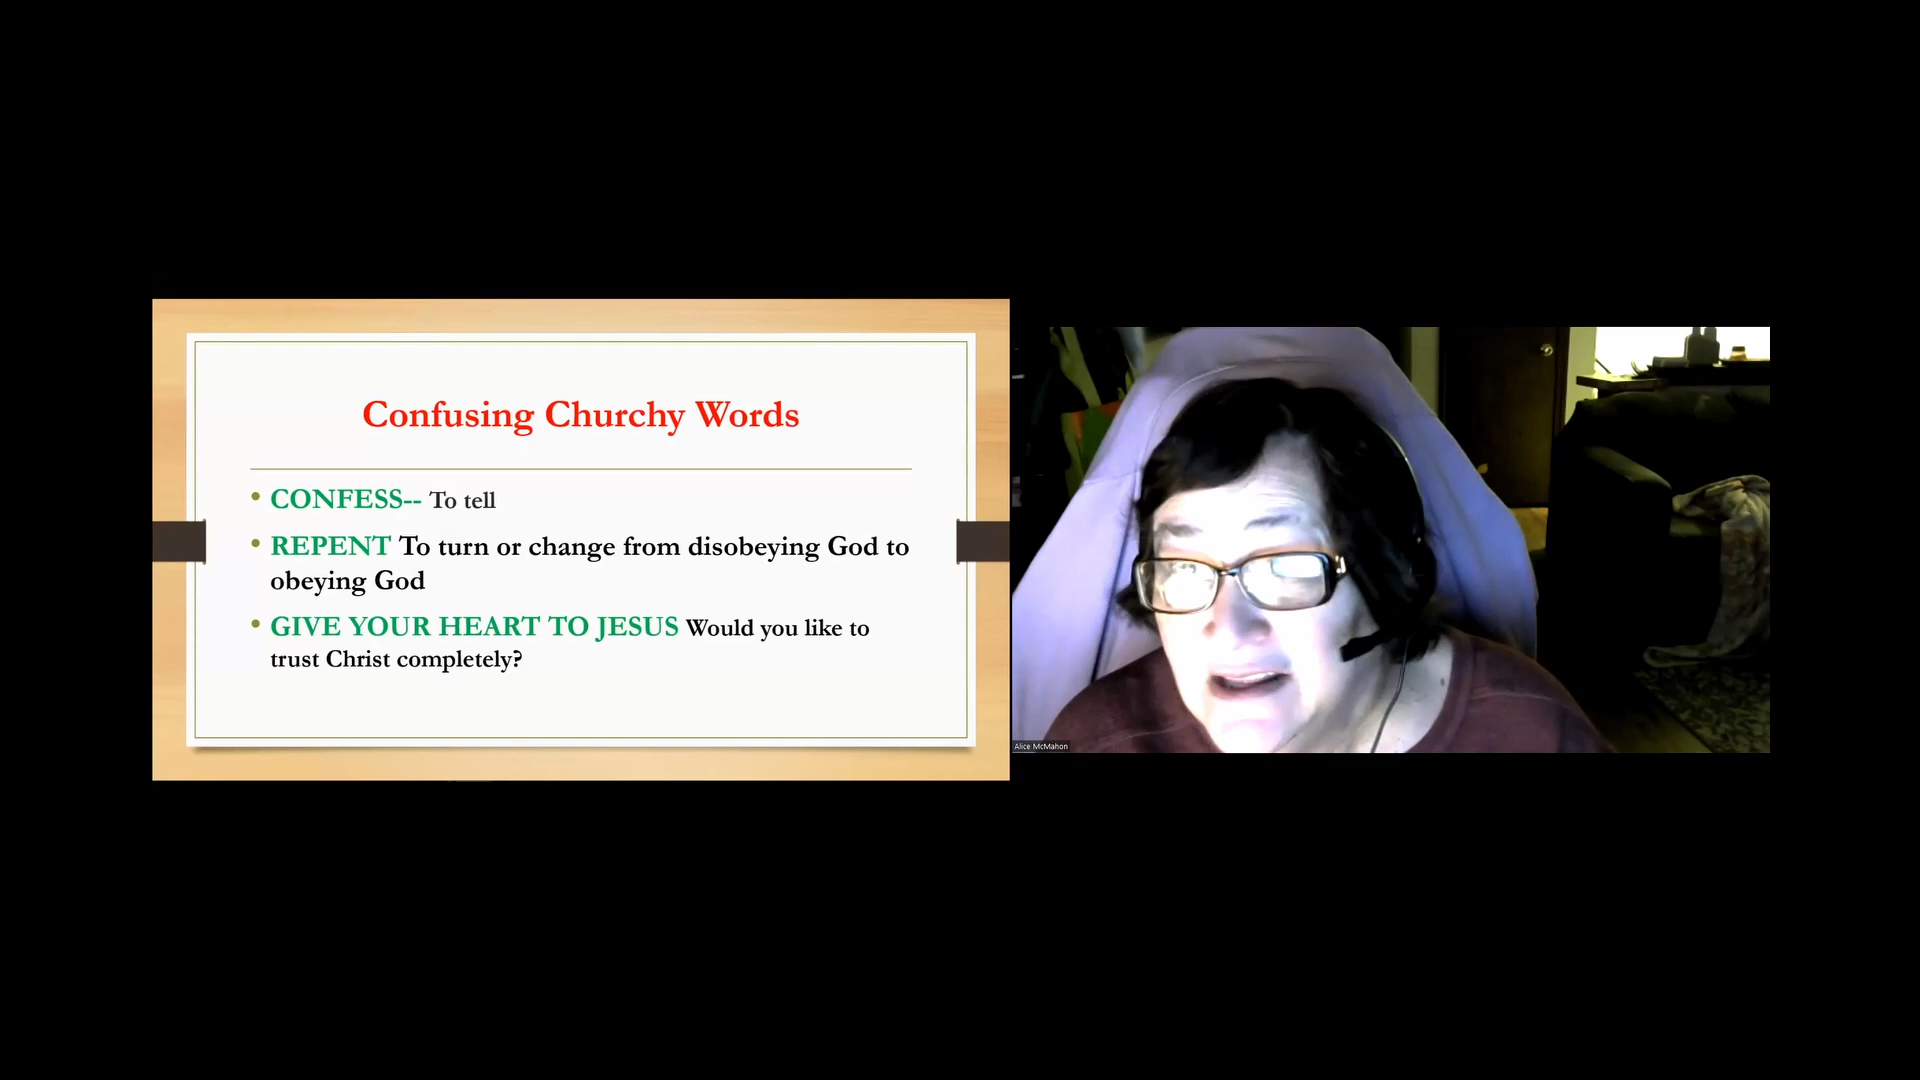 Confusing Churchy Words
• CONFESS-- To tell
• REPENT To turn or change from disobeying God to
obeying God
• GIVE YOUR HEART TO JESUS Would you like to
trust Christ completely?
Alice McMahon